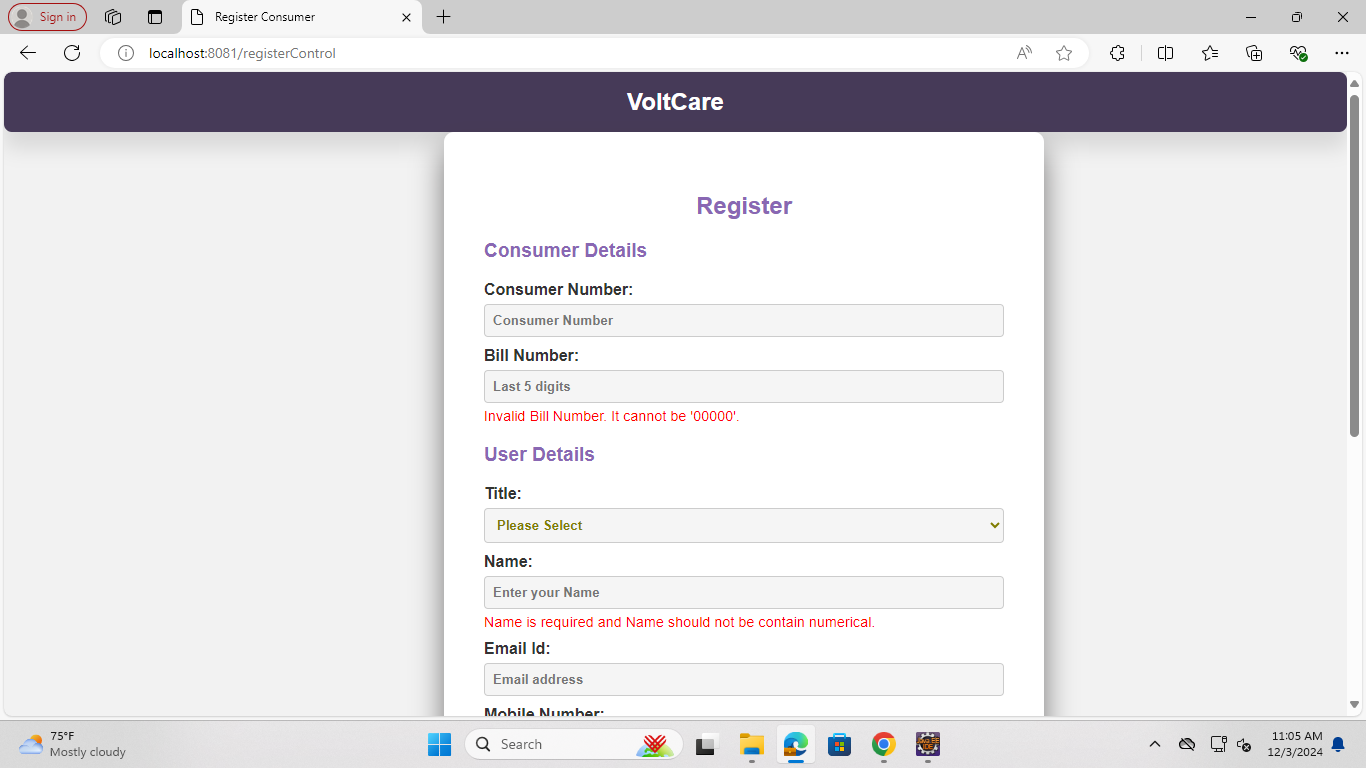 Sign in
Register Consumer
localhost:8081/registerControl
VoltCare
Register
Consumer Details
Consumer Number:
Consumer Number
Bill Number:
Last 5 digits
Invalid Bill Number. It cannot be '00000'.
User Details
Title:
Please Select
Name:
Enter your Name
Name is required and Name should not be contain numerical.
Email Id:
Email address
Mobile Number:
75°F
Mostly cloudy
Search
11:05 AM
12/3/2024